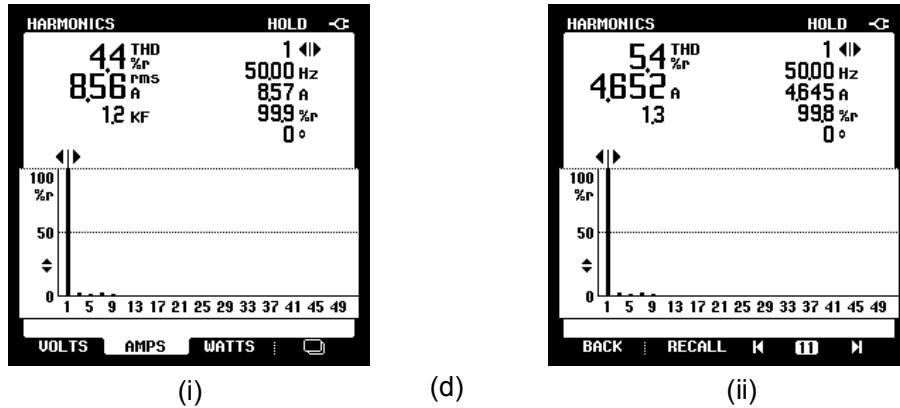 HARMONICS HOLD
4.4 THD %r
8.56 rms A
1.2 KF
1
50.00 Hz
8.57 A
99.9 %r
0 °
100
%r
50
0
1 5 9 13 17 21 25 29 33 37 41 45 49
VOLTS AMPS WATTS
(i)
(d)
HARMONICS HOLD
5.4 THD %r
4.652 A
1.3
1
50.00 Hz
4.645 A
99.8 %r
0 °
100
%r
50
0
1 5 9 13 17 21 25 29 33 37 41 45 49
BACK RECALL 11
(ii)